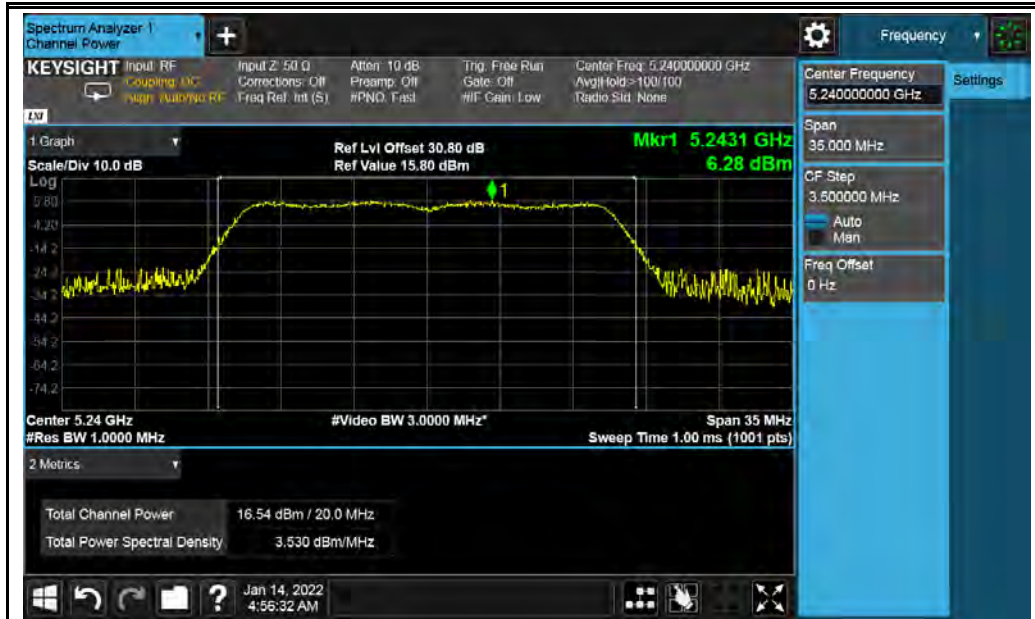 Spectrum Analyzer 1
Channel Power
Frequency
KEYSIGHT
Input: RF
Coupling: DC
Align: Auto/No RF
Input Z: 50 Ω
Corrections: Off
Freq Ref: Int (S)
Atten: 10 dB
Preamp: Off
#PNO: Fast
Trig: Free Run
Gate: Off
#IF Gain: Low
Center Freq: 5.240000000 GHz
Avg|Hold:>100/100
Radio Std: None
LXI
1 Graph
Scale/Div 10.0 dB
Ref Lvl Offset 30.80 dB
Ref Value 15.80 dBm
Mkr1 5.2431 GHz
6.28 dBm
Log
5.80
-4.20
-14.2
-24.2
-34.2
-44.2
-54.2
-64.2
-74.2
1
Center 5.24 GHz
#Res BW 1.0000 MHz
#Video BW 3.0000 MHz*
Span 35 MHz
Sweep Time 1.00 ms (1001 pts)
2 Metrics
Total Channel Power 16.54 dBm / 20.0 MHz
Total Power Spectral Density 3.530 dBm/MHz
Center Frequency
5.240000000 GHz
Settings
Span
35.000 MHz
CF Step
3.500000 MHz
Auto
Man
Freq Offset
0 Hz
?
Jan 14, 2022
4:56:32 AM